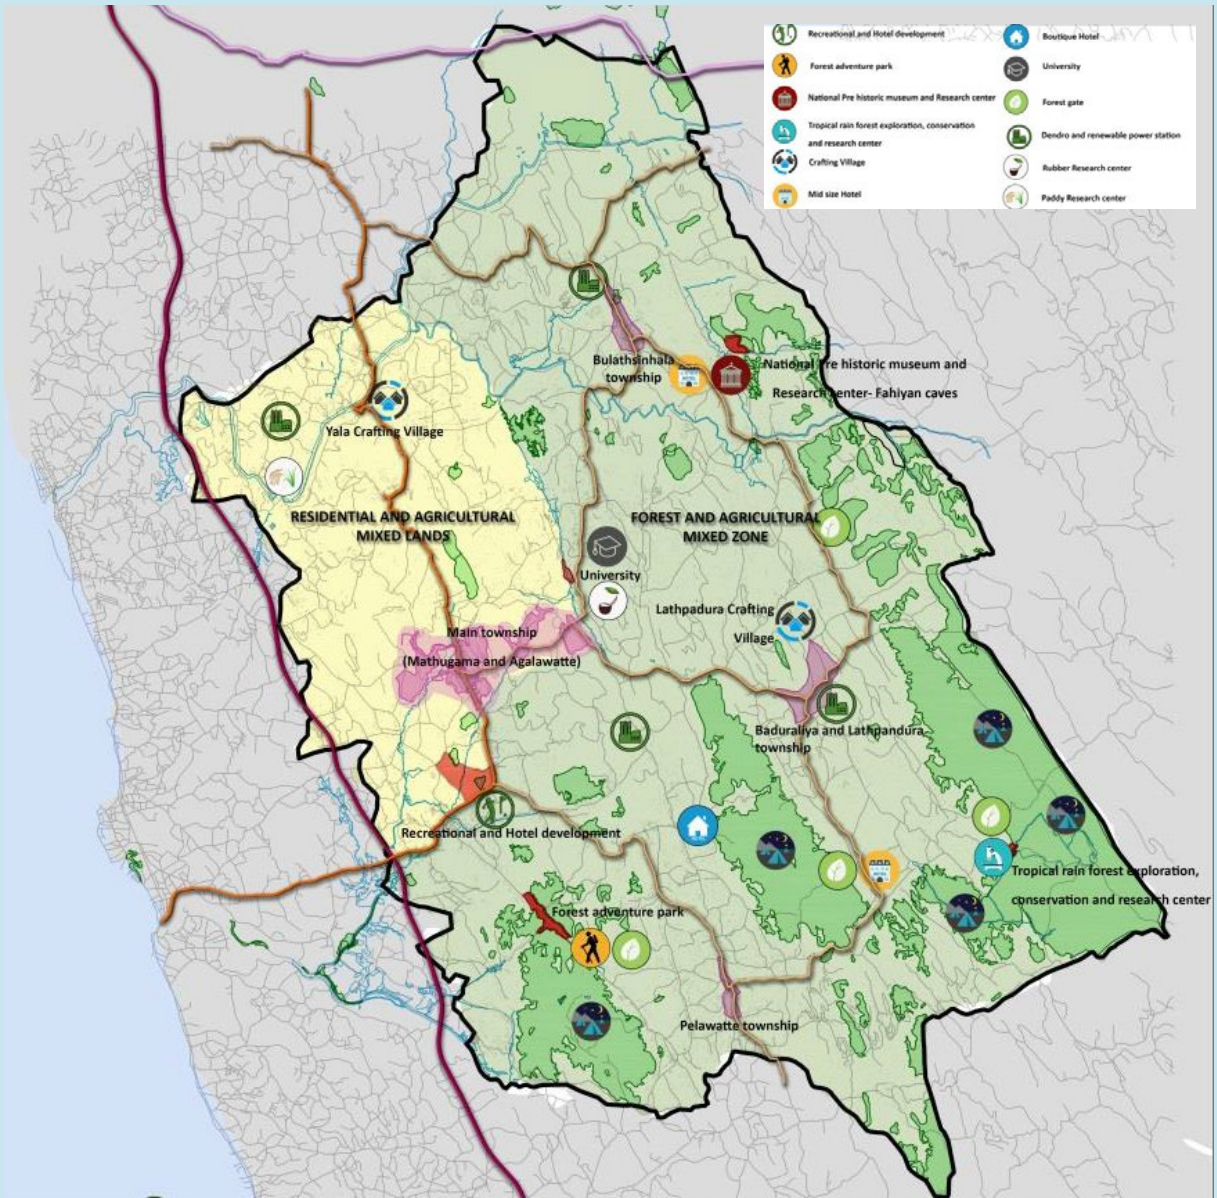 Recreational and Hotel development
Forest adventure park
National Pre historic museum and Research center
Tropical rain forest exploration, conservation
and research center
Crafting Village
Mid size Hotel
Boutique Hotel
University
Forest gate
Dendro and renewable power station
Rubber Research center
Paddy Research center
Bulathsinhala
township
National Pre historic museum and
Research center- Fahiyan caves
Yala Crafting Village
RESIDENTIAL AND AGRICULTURAL
MIXED LANDS
FOREST AND AGRICULTURAL
MIXED ZONE
University
Lathpadura Crafting
Village
Main township
(Mathugama and Agalawatte)
Baduraliya and Lathpandura
township
Recreational and Hotel development
Tropical rain forest exploration,
conservation and research center
Forest adventure park
Pelawatte township